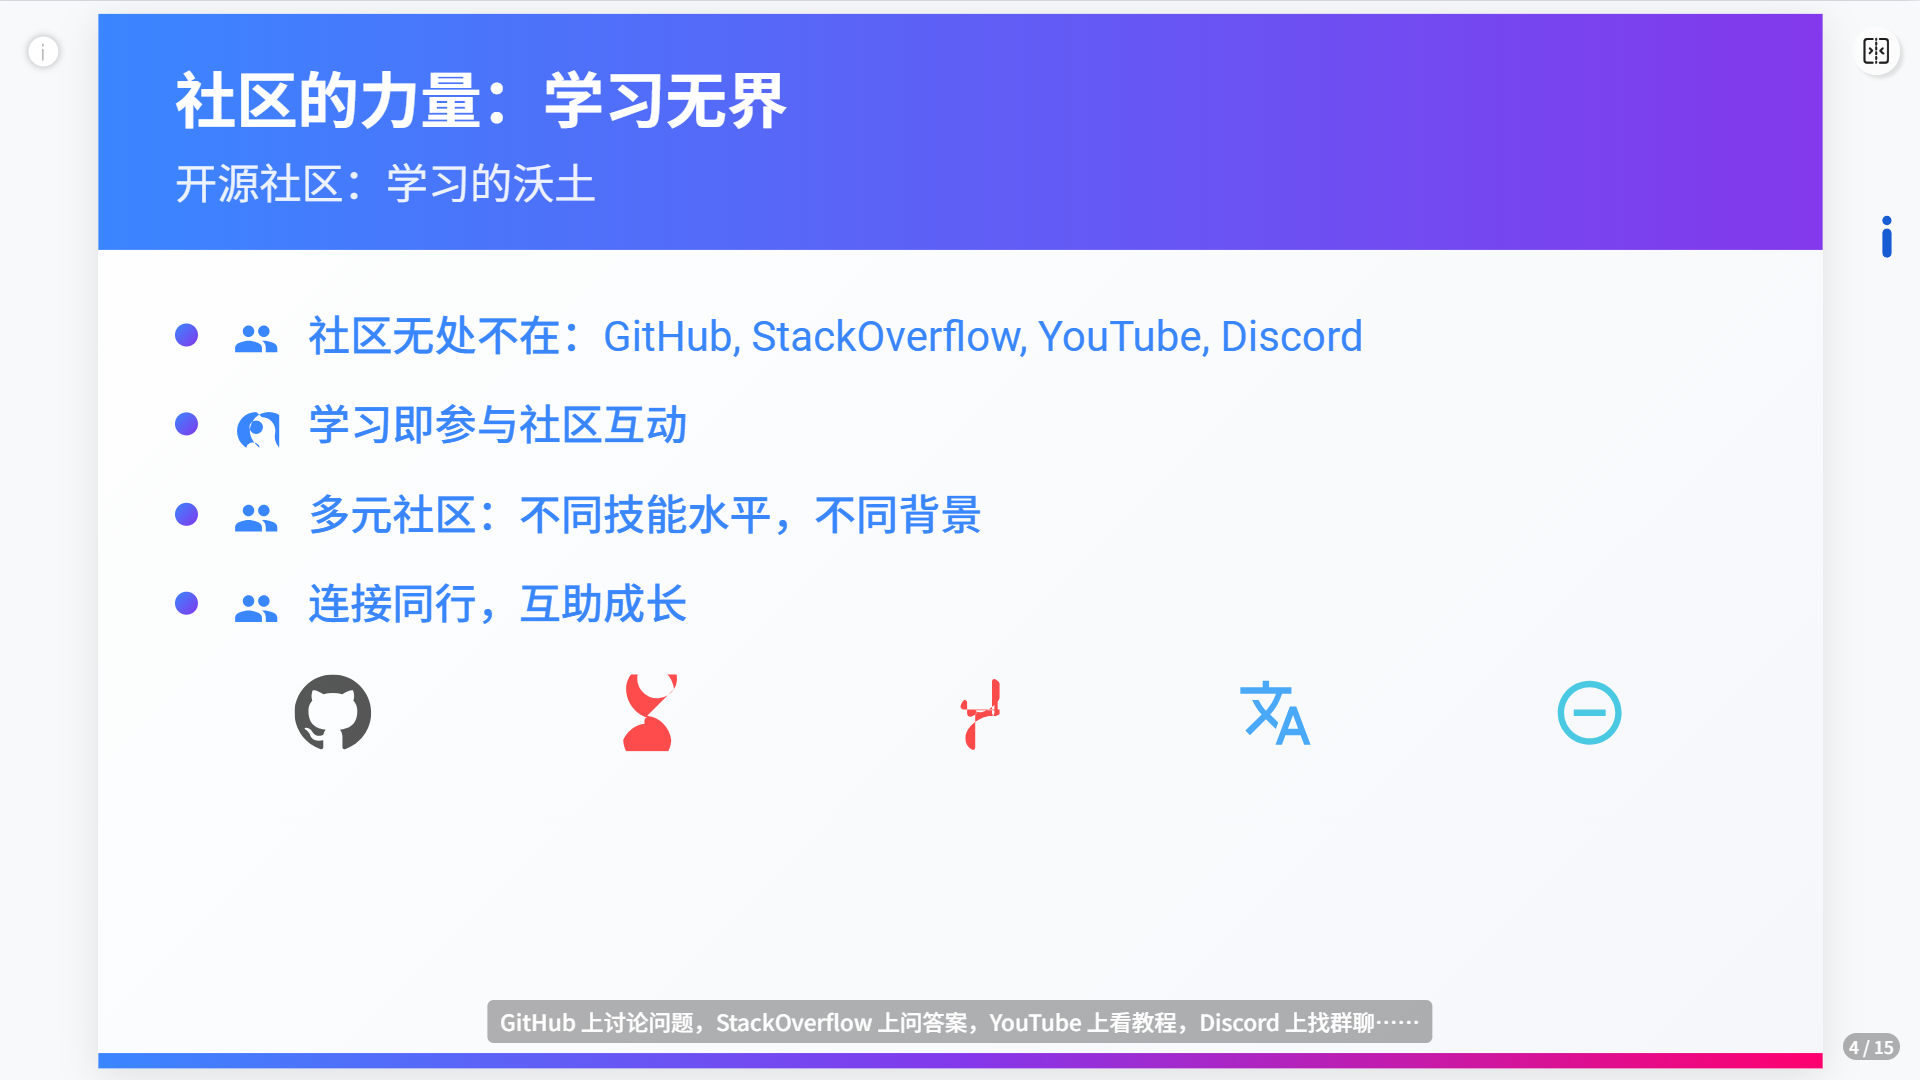 社区的力量：学习无界
开源社区：学习的沃土
社区无处不在：GitHub, StackOverflow, YouTube, Discord
学习即参与社区互动
多元社区：不同技能水平，不同背景
连接同行，互助成长
GitHub 上讨论问题，StackOverflow 上问答案，YouTube 上看教程，Discord 上找群聊……
4 / 15